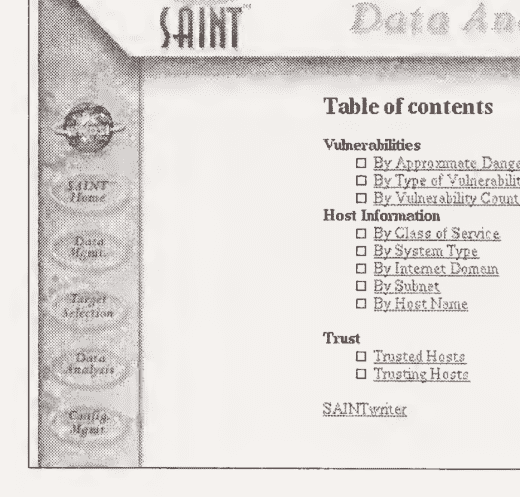 SAINT™
Data An
Table of contents
Vulnerabilities
By Approximate Dange
By Type of Vulnerabilit
By Vulnerability Count
Host Information
By Class of Service
By System Type
By Internet Domain
By Subnet
By Host Name
Trust
Trusted Hosts
Trusting Hosts
SAINTwriter
SAINT
Home
Data
Mgmt.
Target
Selection
Data
Analysis
Config.
Mgmt.